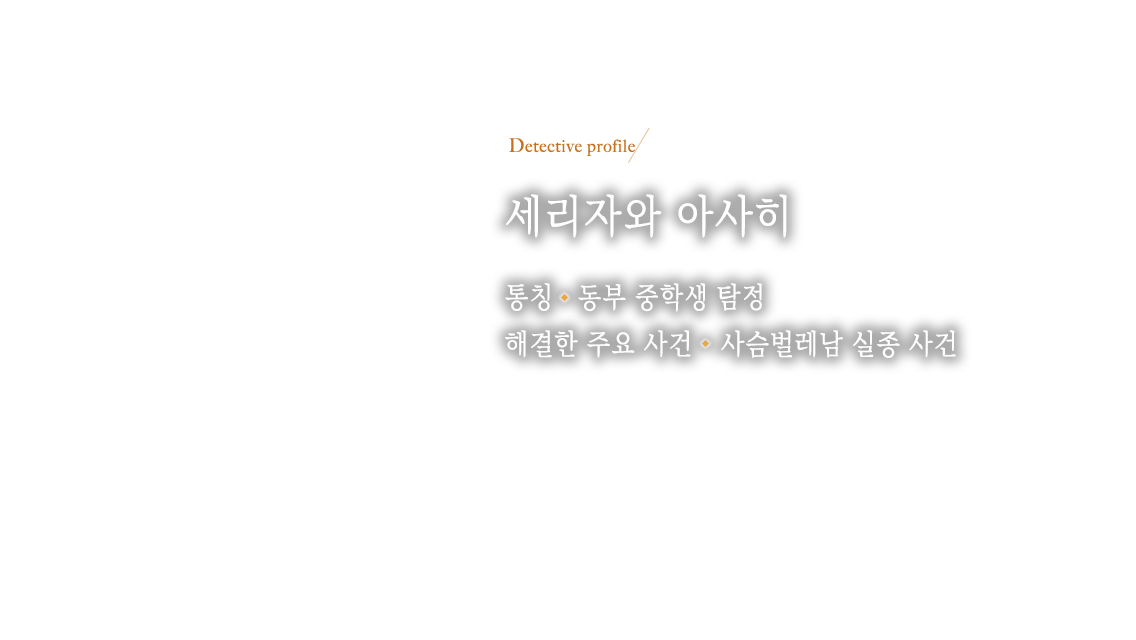 Detective profile
세리자와 아사히
통칭◆동부 중학생 탐정
해결한 주요 사건◆사슴벌레남 실종 사건